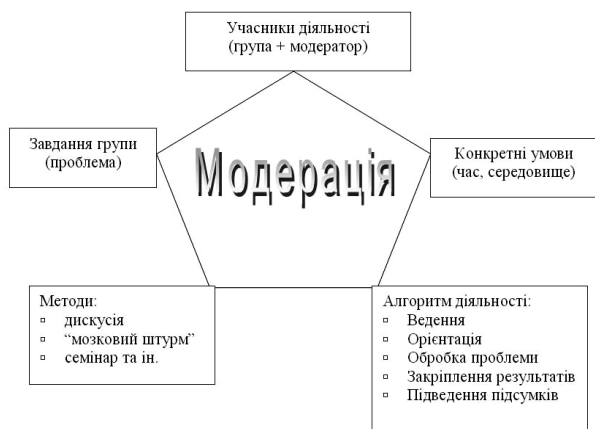 Учасники діяльності
(група + модератор)
Завдання групи
(проблема)
Модерація
Конкретні умови
(час, середовище)
Методи:
▫ дискусія
▫ “мозковий штурм”
▫ семінар та ін.
Алгоритм діяльності:
▫ Ведення
▫ Орієнтація
▫ Обробка проблеми
▫ Закріплення результатів
▫ Підведення підсумків